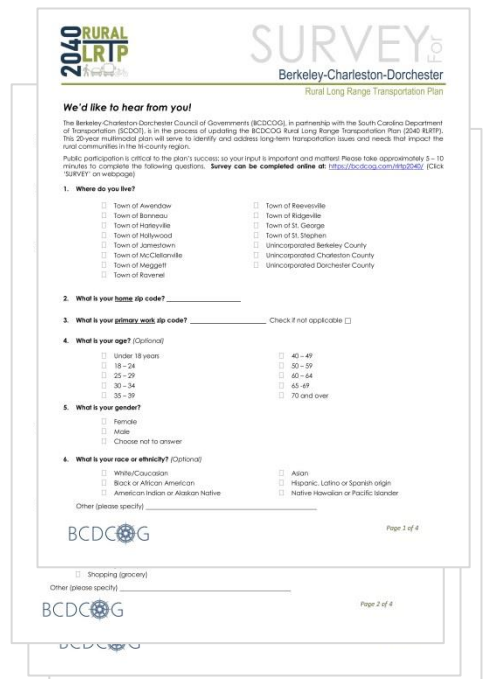 2040 RURAL LRTP
SURVEY For
Berkeley-Charleston-Dorchester
Rural Long Range Transportation Plan
We'd like to hear from you!
The Berkeley-Charleston-Dorchester Council of Governments (BCDCOG), in partnership with the South Carolina Department
of Transportation (SCDOT), is in the process of updating the BCDCOG Rural Long Range Transportation Plan (2040 RLRTP).
This 20-year multimodal plan will serve to identify and address long-term transportation issues and needs that impact the
rural communities in the tri-county region.
Public participation is critical to the plan's success; so your input is important and matters! Please take approximately 5 – 10
minutes to complete the following questions. Survey can be completed online at: https://bcdcog.com/rlrtp2040/ (Click
'SURVEY' on webpage)
1. Where do you live?
Town of Awendaw
Town of Bonneau
Town of Harleyville
Town of Hollywood
Town of Jamestown
Town of McClellanville
Town of Meggett
Town of Ravenel
Town of Reevesville
Town of Ridgeville
Town of St. George
Town of St. Stephen
Unincorporated Berkeley County
Unincorporated Charleston County
Unincorporated Dorchester County
2. What is your home zip code?
3. What is your primary work zip code? Check if not applicable
4. What is your age? (Optional)
Under 18 years
18 – 24
25 – 29
30 – 34
35 – 39
40 – 49
50 – 59
60 – 64
65 -69
70 and over
5. What is your gender?
Female
Male
Choose not to answer
6. What is your race or ethnicity? (Optional)
White/Caucasian
Black or African American
American Indian or Alaskan Native
Asian
Hispanic, Latino or Spanish origin
Native Hawaiian or Pacific Islander
Other (please specify)
BCDCOG
Page 1 of 4
Shopping (grocery)
Other (please specify)
BCDCOG
Page 2 of 4
BCDCOG